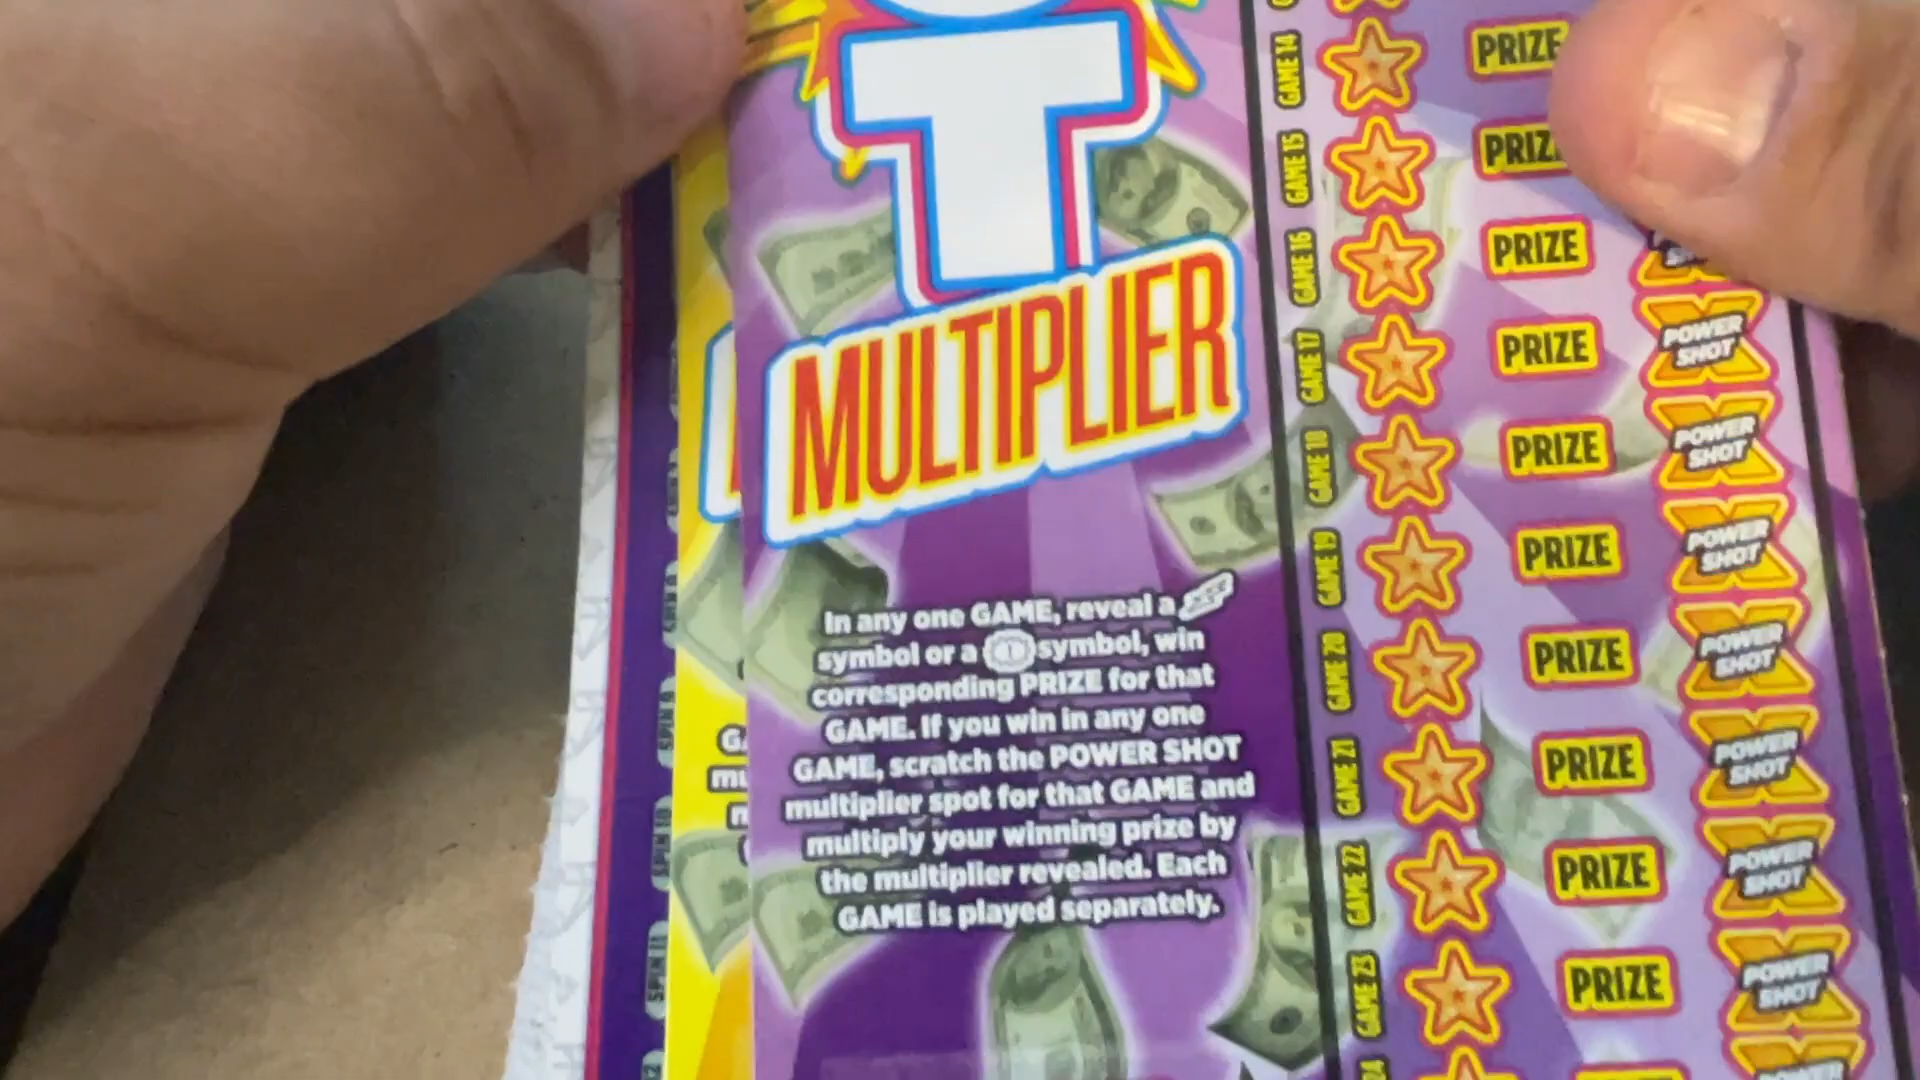 T
MULTIPLIER
In any one GAME, reveal a
symbol or a symbol, win
corresponding PRIZE for that
GAME. If you win in any one
GAME, scratch the POWER SHOT
multiplier spot for that GAME and
multiply your winning prize by
the multiplier revealed. Each
GAME is played separately.
GAME 14 PRIZE
GAME 15
GAME 16 PRIZE
GAME 17 PRIZE POWER SHOT
GAME 18 PRIZE POWER SHOT
GAME 19 PRIZE POWER SHOT
GAME 20 PRIZE POWER SHOT
GAME 21 PRIZE POWER SHOT
GAME 22 PRIZE POWER SHOT
GAME 23 PRIZE POWER SHOT
24 POWER
SPIN 11